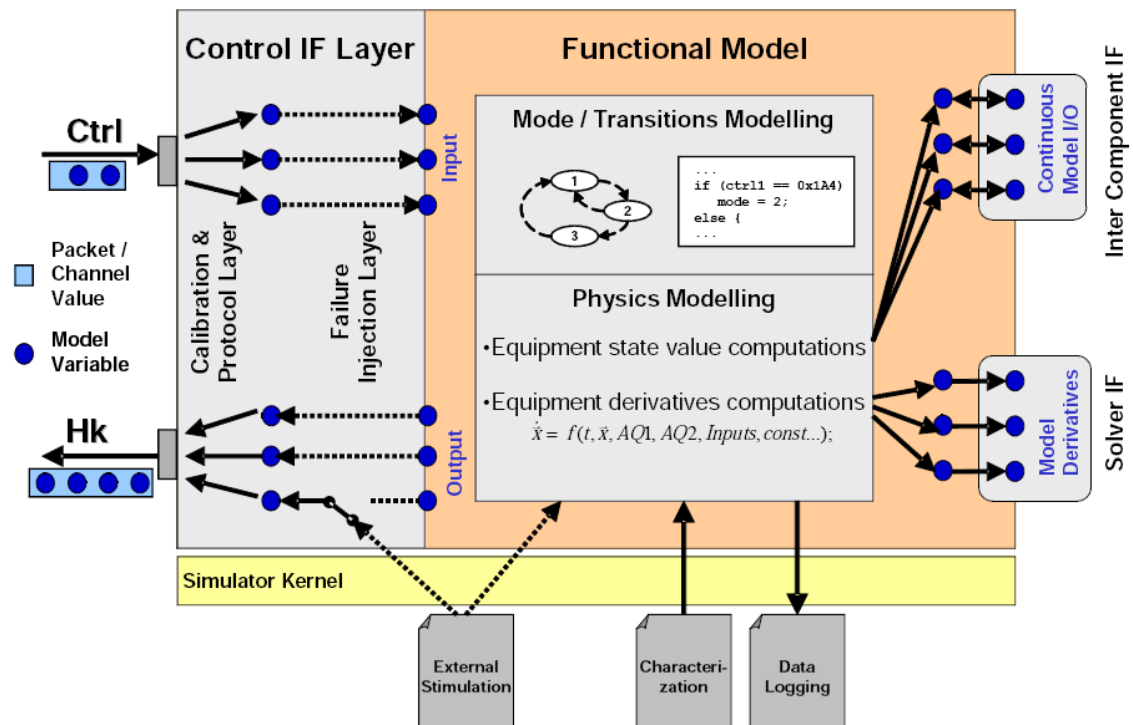 Control IF Layer
Functional Model
Ctrl
Packet /
Channel
Value
Model
Variable
Hk
Calibration &
Protocol Layer
Failure
Injection Layer
Input
Output
Mode / Transitions Modelling
1
2
3
...
if (ctrl1 == 0x1A4)
mode = 2;
else {
...
Physics Modelling
•Equipment state value computations
•Equipment derivatives computations
ẋ = f(t, x⃗, AQ1, AQ2, Inputs, const...);
Continuous
Model I/O
Inter Component IF
Model
Derivatives
Solver IF
Simulator Kernel
External
Stimulation
Characteri-
zation
Data
Logging